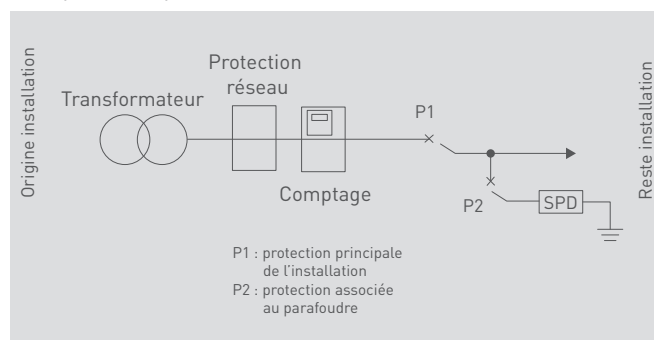 Origine installation
Transformateur
Protection
réseau
Comptage
P1
P2
SPD
Reste installation
P1 : protection principale
de l'installation
P2 : protection associée
au parafoudre